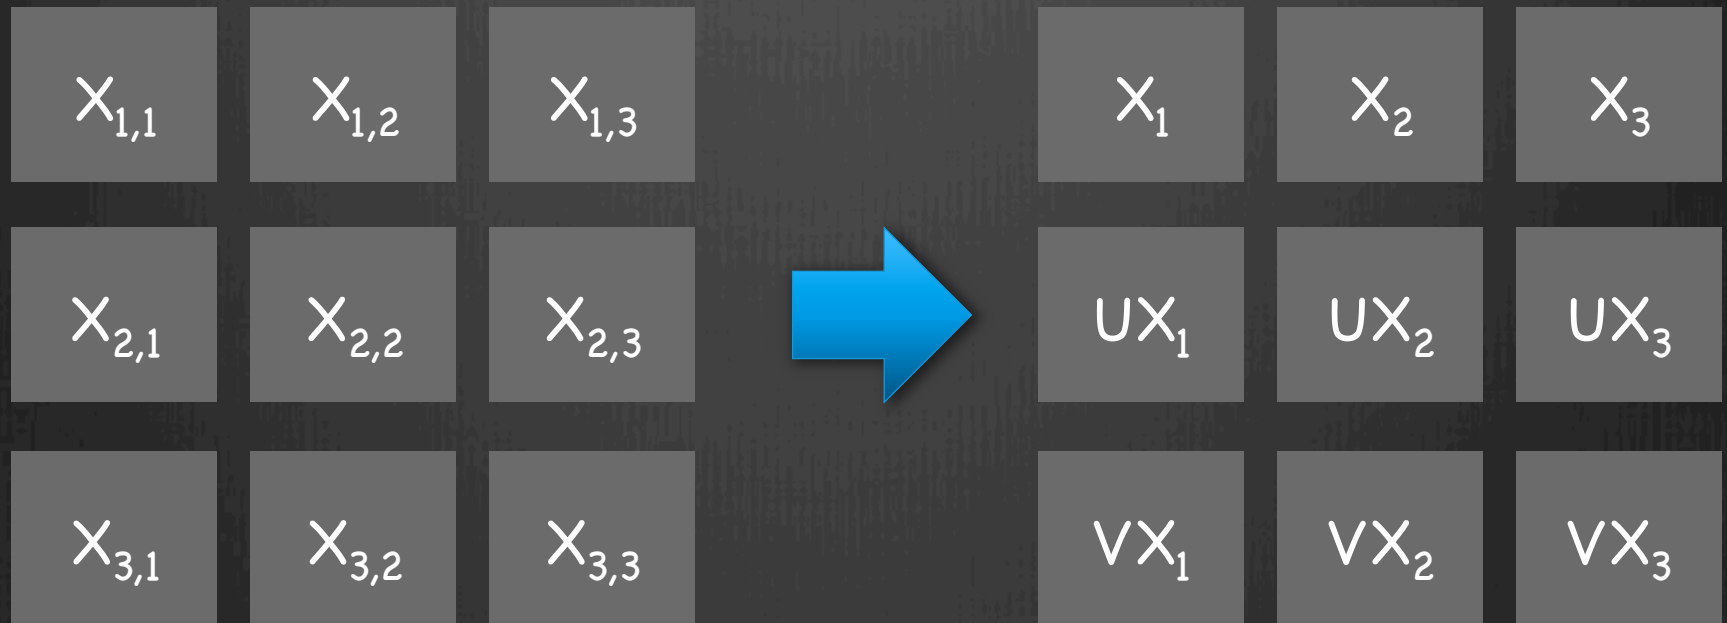 X₁,₁ X₁,₂ X₁,₃ X₁ X₂ X₃
X₂,₁ X₂,₂ X₂,₃ UX₁ UX₂ UX₃
X₃,₁ X₃,₂ X₃,₃ VX₁ VX₂ VX₃